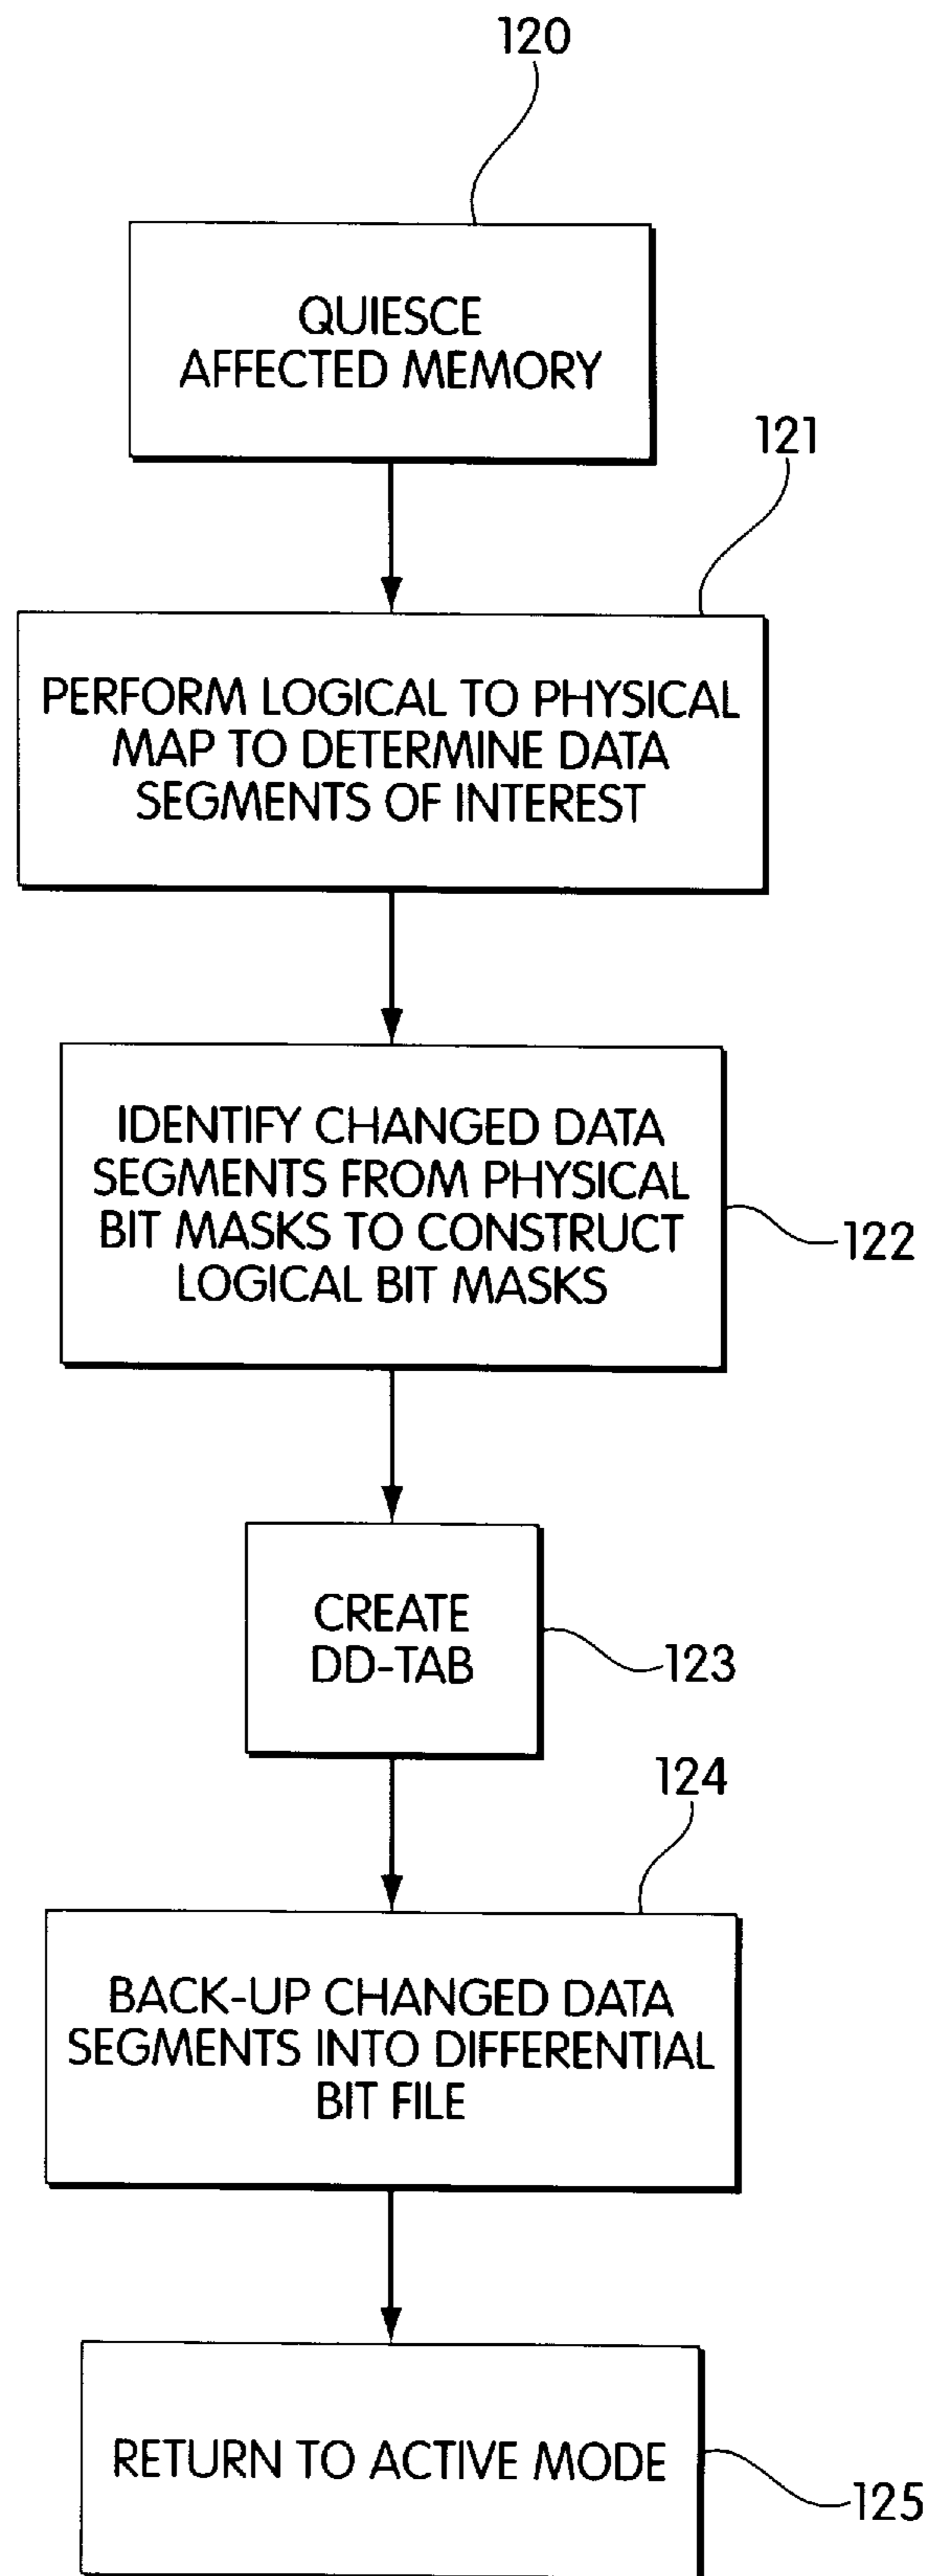 120
QUIESCE
AFFECTED MEMORY
121
PERFORM LOGICAL TO PHYSICAL
MAP TO DETERMINE DATA
SEGMENTS OF INTEREST
IDENTIFY CHANGED DATA
SEGMENTS FROM PHYSICAL
BIT MASKS TO CONSTRUCT
LOGICAL BIT MASKS
122
CREATE
DD-TAB
123
124
BACK-UP CHANGED DATA
SEGMENTS INTO DIFFERENTIAL
BIT FILE
RETURN TO ACTIVE MODE
125